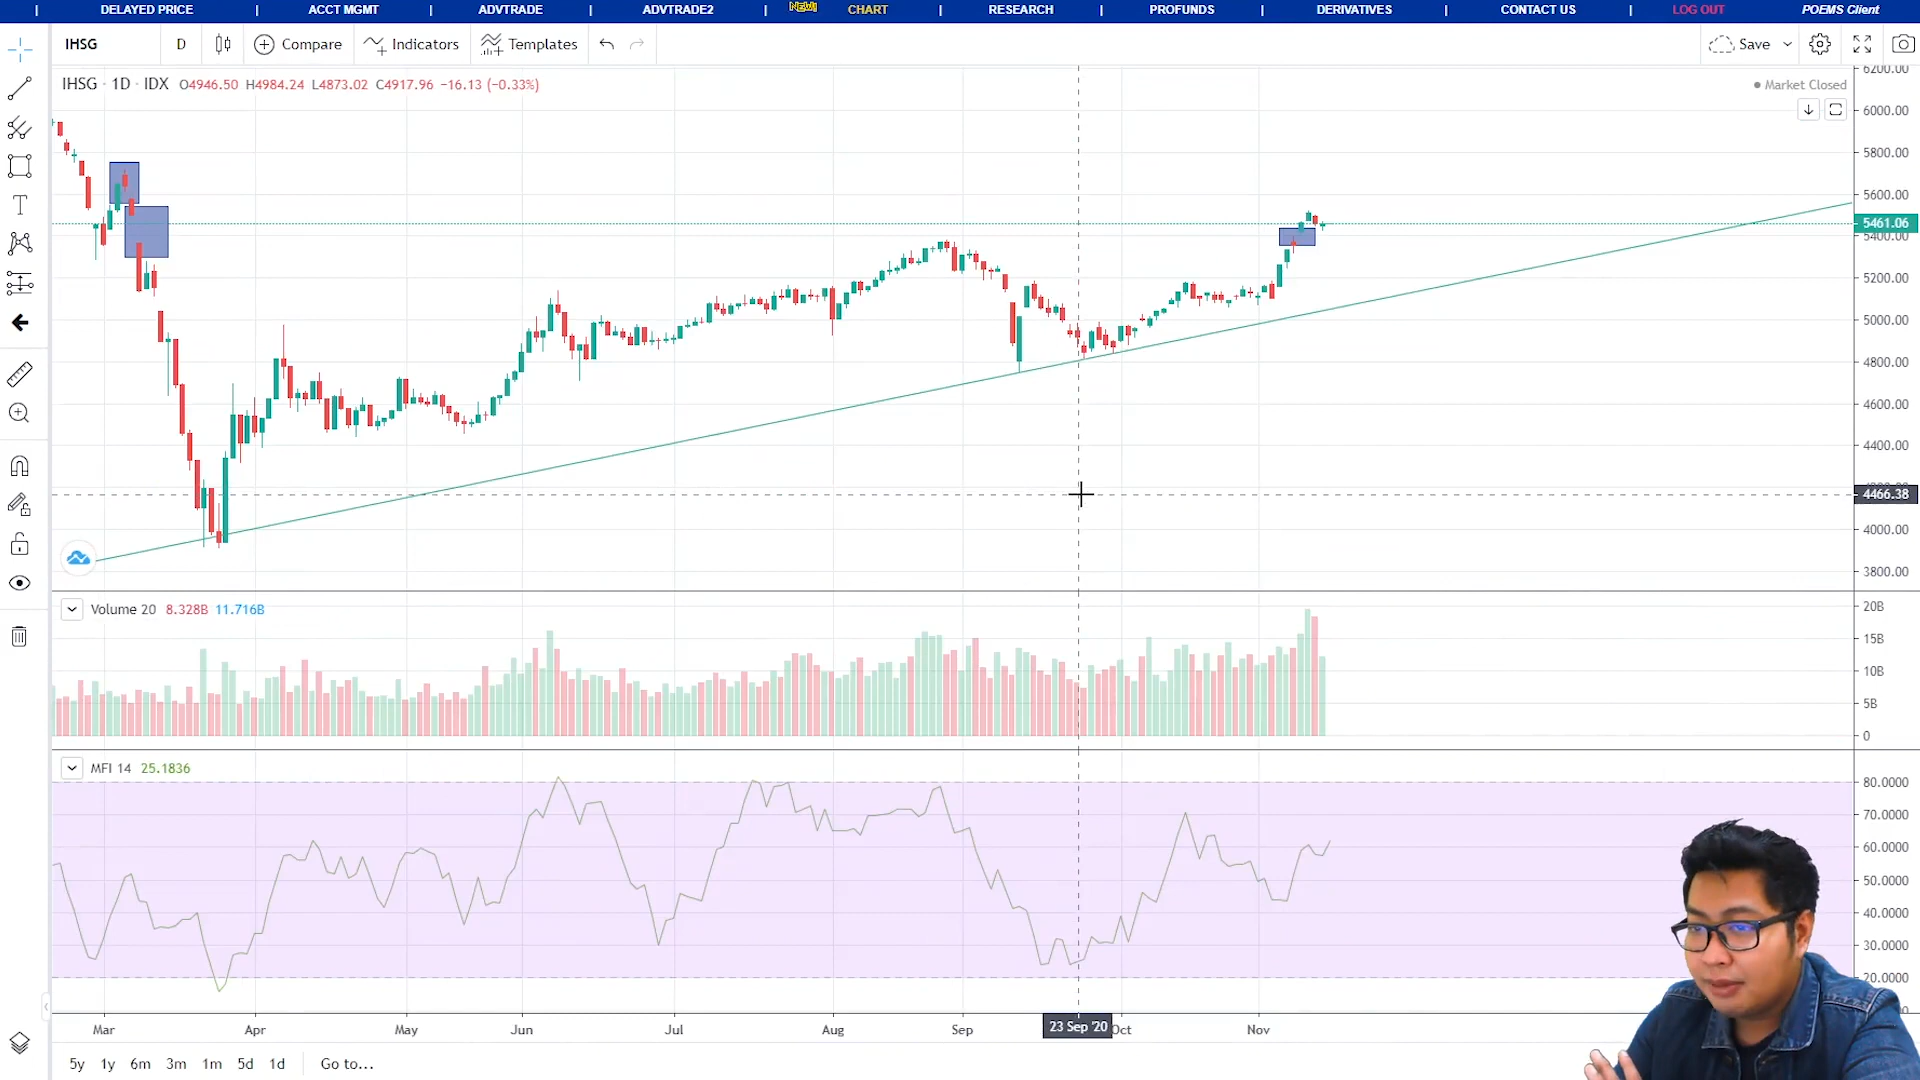 | DELAYED PRICE | ACCT MGMT | ADVTRADE | ADVTRADE2 | NEW! CHART | RESEARCH | PROFUNDS | DERIVATIVES | CONTACT US | LOG OUT POEMS Client
IHSG D Compare Indicators Templates Save
IHSG · 1D · IDX O4946.50 H4984.24 L4873.02 C4917.96 −16.13 (−0.33%)
Market Closed
6200.00
6000.00
5800.00
5600.00
5461.06
5400.00
5200.00
5000.00
4800.00
4600.00
4400.00
4466.38
4000.00
3800.00
Volume 20 8.328B 11.716B
20B
15B
10B
5B
0
MFI 14 25.1836
80.0000
70.0000
60.0000
50.0000
40.0000
30.0000
20.0000
Mar Apr May Jun Jul Aug Sep 23 Sep '20 Oct Nov
5y 1y 6m 3m 1m 5d 1d Go to...